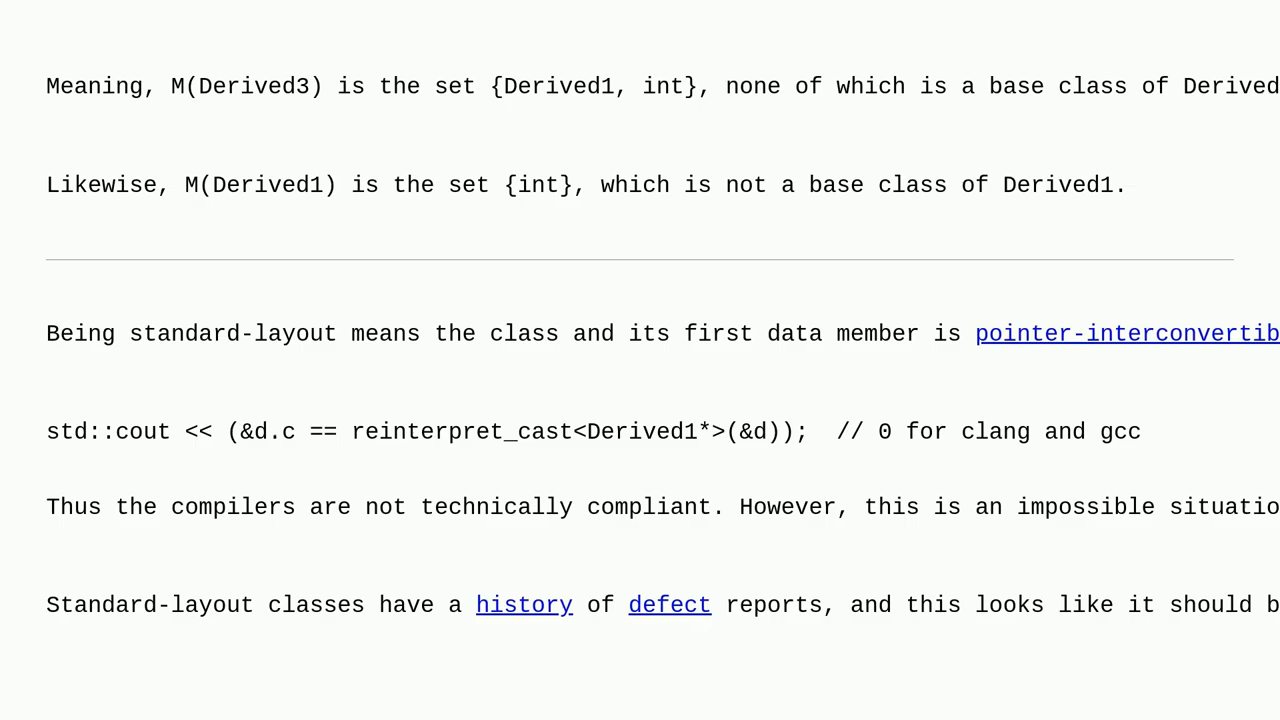 Meaning, M(Derived3) is the set {Derived1, int}, none of which is a base class of Derived
Likewise, M(Derived1) is the set {int}, which is not a base class of Derived1.
Being standard-layout means the class and its first data member is pointer-interconvertib
std::cout << (&d.c == reinterpret_cast<Derived1*>(&d));  // 0 for clang and gcc
Thus the compilers are not technically compliant. However, this is an impossible situatio
Standard-layout classes have a history of defect reports, and this looks like it should b